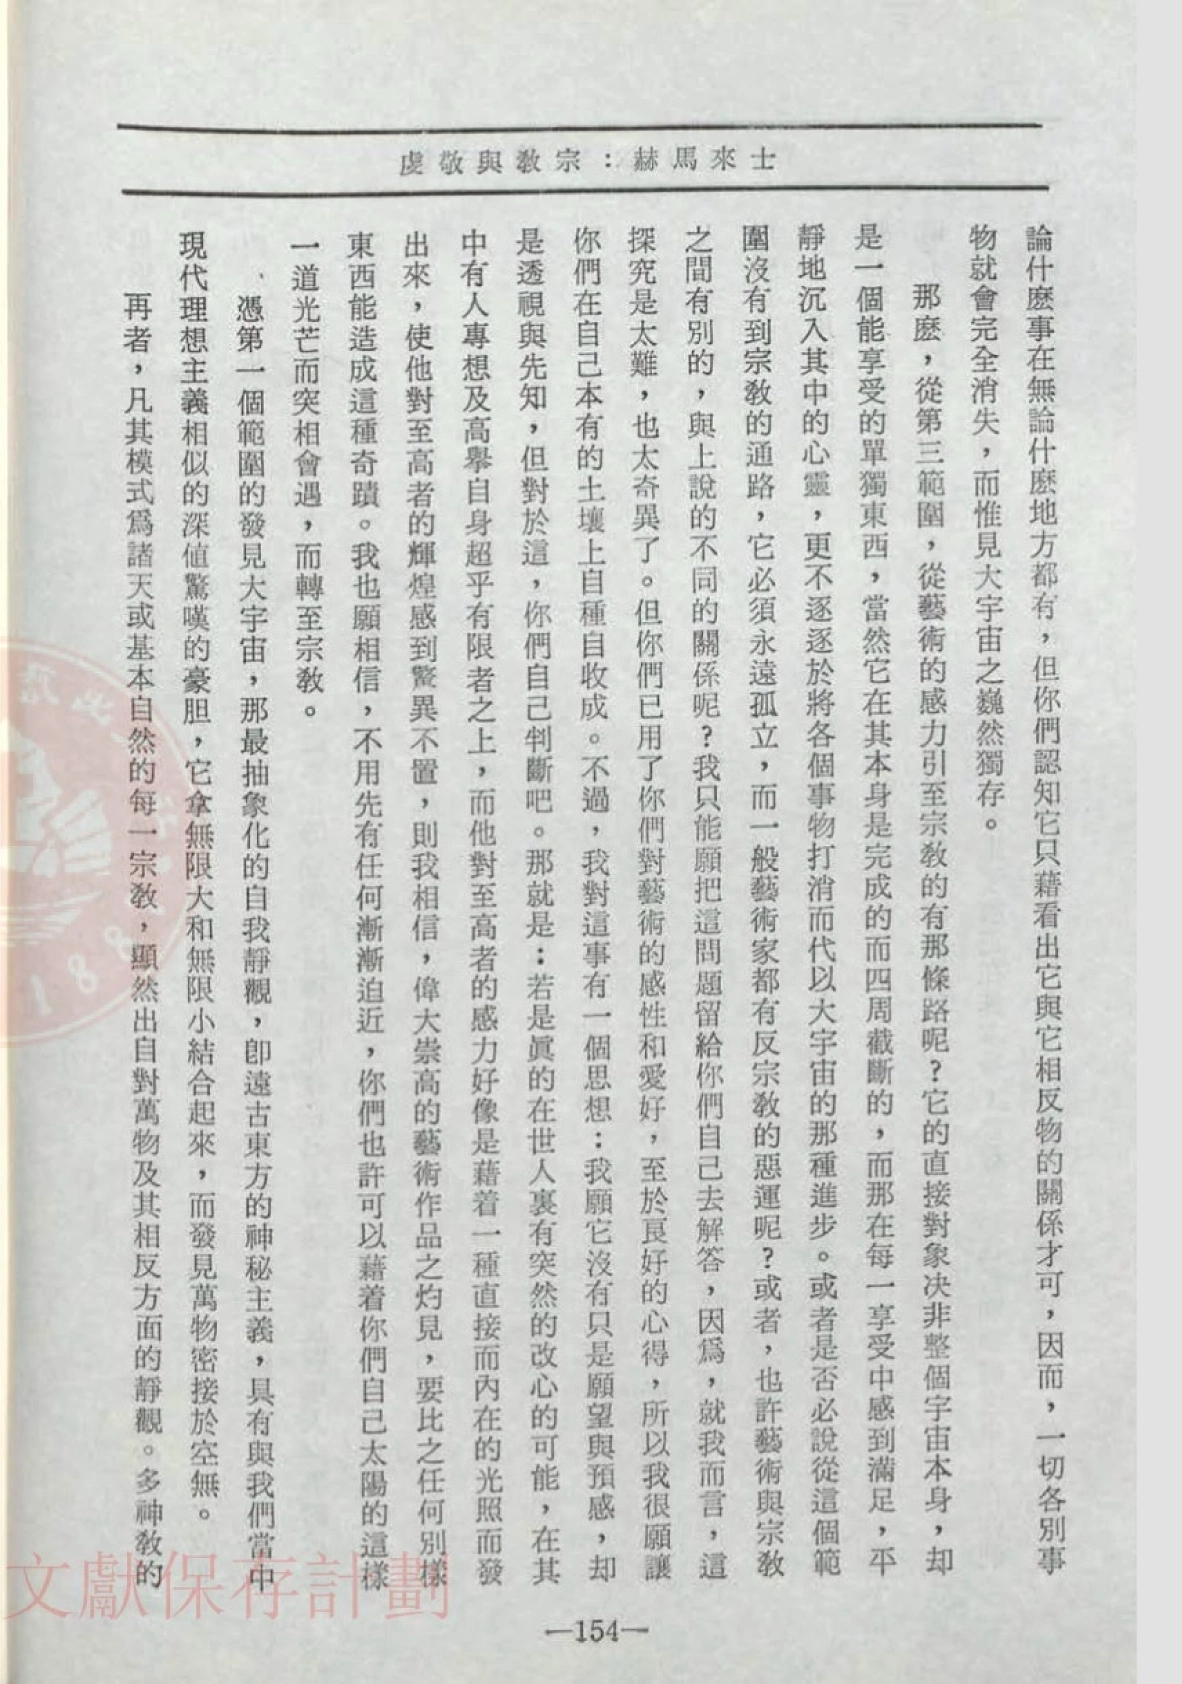 士來馬赫：宗敎與敬虔
論什麽事在無論什麽地方都有，但你們認知它只藉看出它與它相反物的關係才可，因而，一切各別事
物就會完全消失，而惟見大宇宙之巍然獨存。
那麽，從第三範圍，從藝術的感力引至宗敎的有那條路呢？它的直接對象决非整個宇宙本身，却
是一個能享受的單獨東西，當然它在其本身是完成的而四周截斷的，而那在每一享受中感到滿足，平
靜地沉入其中的心靈，更不逐逐於將各個事物打消而代以大宇宙的那種進步。或者是否必說從這個範
圍沒有到宗敎的通路，它必須永遠孤立，而一般藝術家都有反宗敎的惡運呢？或者，也許藝術與宗敎
之間有別的，與上說的不同的關係呢？我只能願把這問題留給你們自己去解答，因爲，就我而言，這
探究是太難，也太奇異了。但你們已用了你們對藝術的感性和愛好，至於良好的心得，所以我很願讓
你們在自己本有的土壤上自種自收成。不過，我對這事有一個思想：我願它沒有只是願望與預感，却
是透視與先知，但對於這，你們自己判斷吧。那就是：若是眞的在世人裏有突然的改心的可能，在其
中有人專想及高擧自身超乎有限者之上，而他對至高者的感力好像是藉着一種直接而內在的光照而發
出來，使他對至高者的輝煌感到驚異不置，則我相信，偉大崇高的藝術作品之灼見，要比之任何別樣
東西能造成這種奇蹟。我也願相信，不用先有任何漸漸迫近，你們也許可以藉着你們自己太陽的這樣
一道光芒而突相會遇，而轉至宗敎。
憑第一個範圍的發見大宇宙，那最抽象化的自我靜觀，卽遠古東方的神秘主義，具有與我們當中
現代理想主義相似的深値驚嘆的豪胆，它拿無限大和無限小結合起來，而發見萬物密接於空無。
再者，凡其模式爲諸天或基本自然的每一宗敎，顯然出自對萬物及其相反方面的靜觀。多神敎的
—154—
文獻保存計劃